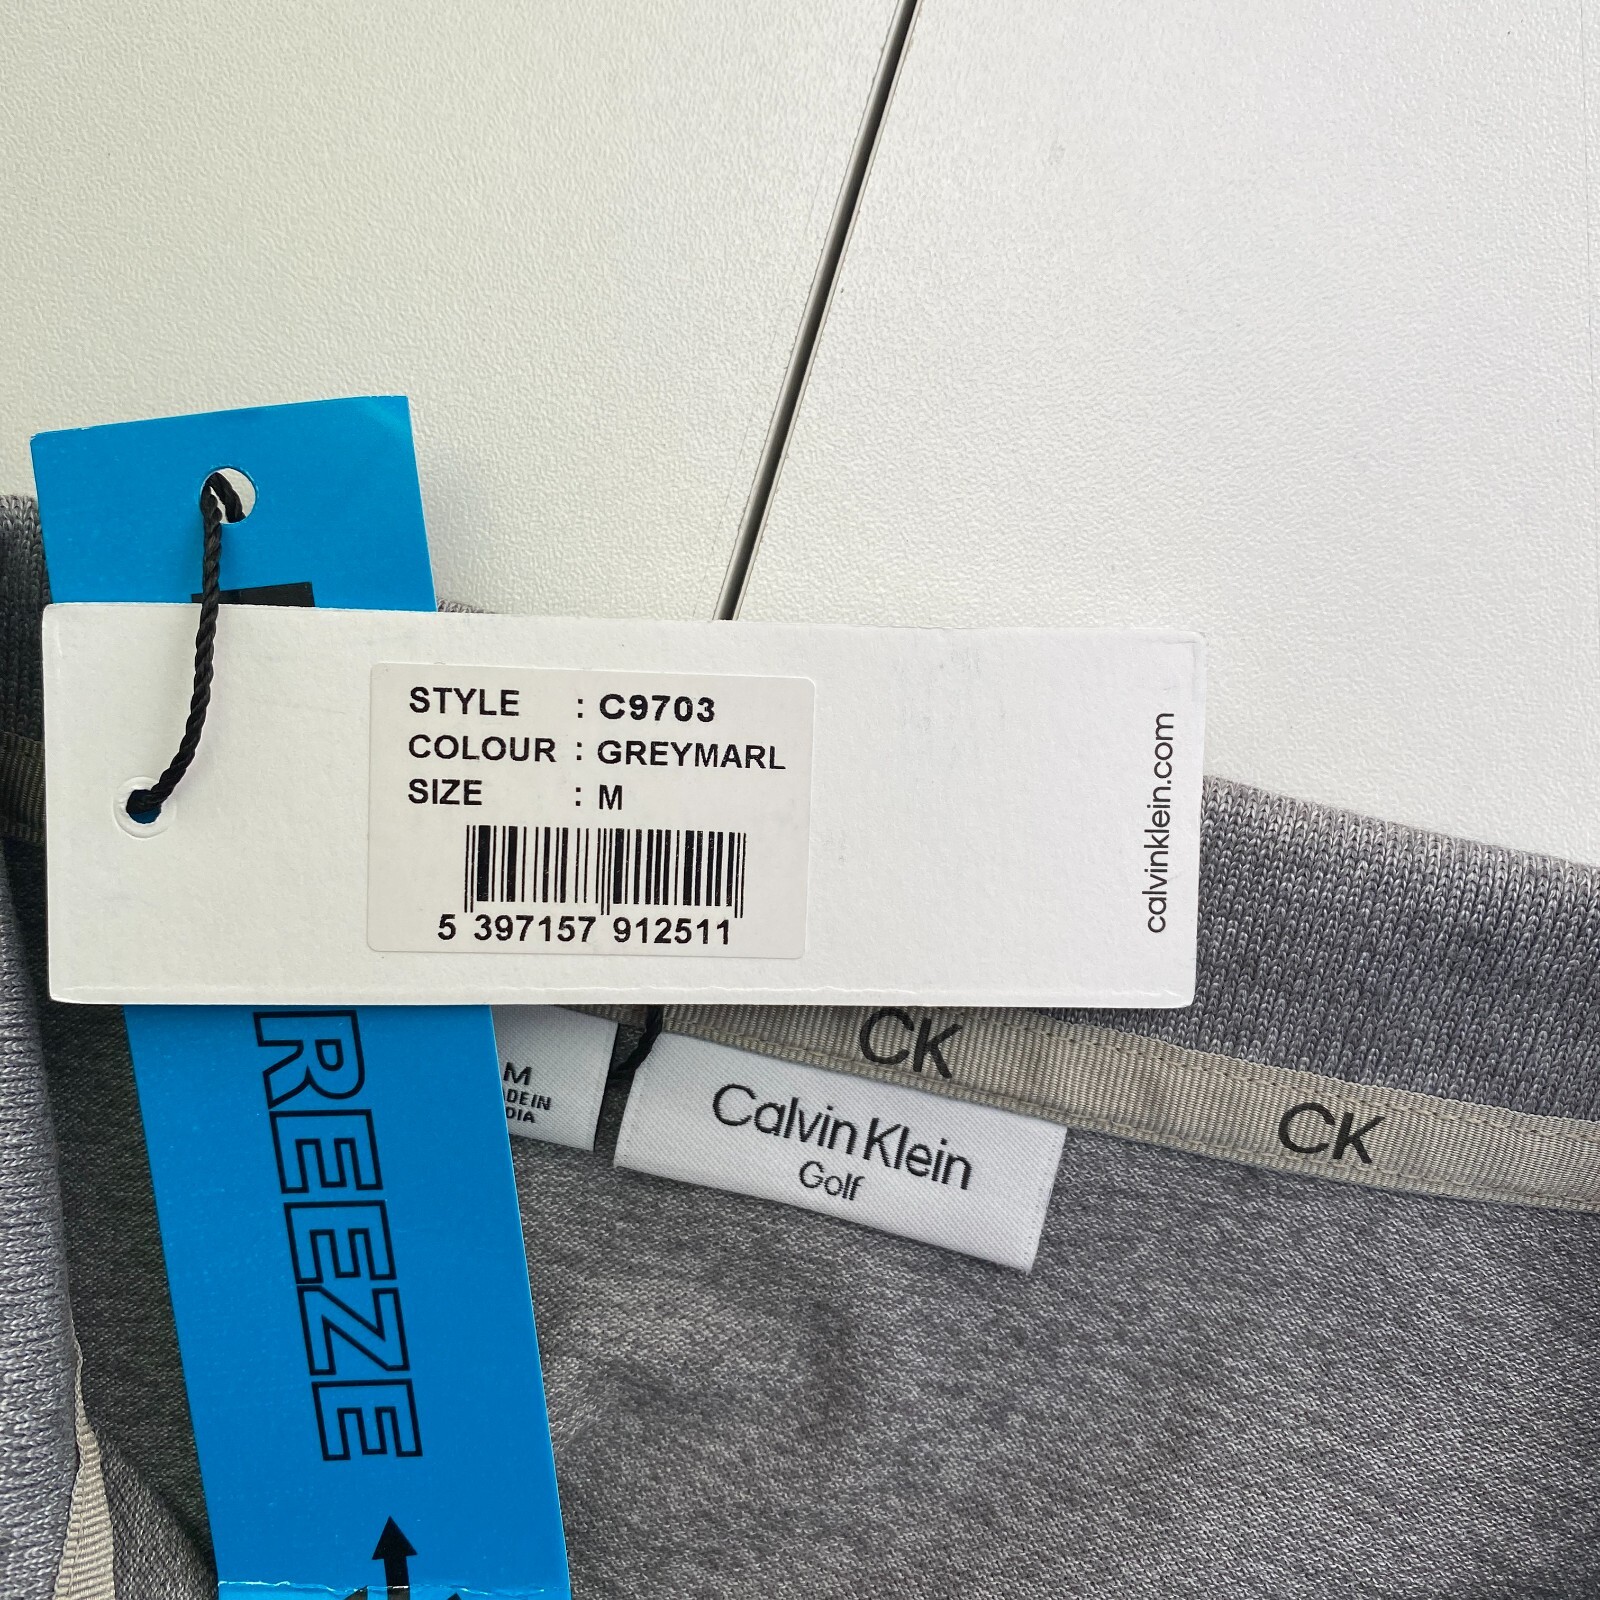 STYLE : C9703
COLOUR : GREYMARL
SIZE : M
5 397157 912511
calvinklein.com
REEZE
M
CK
CK
Calvin Klein
Golf